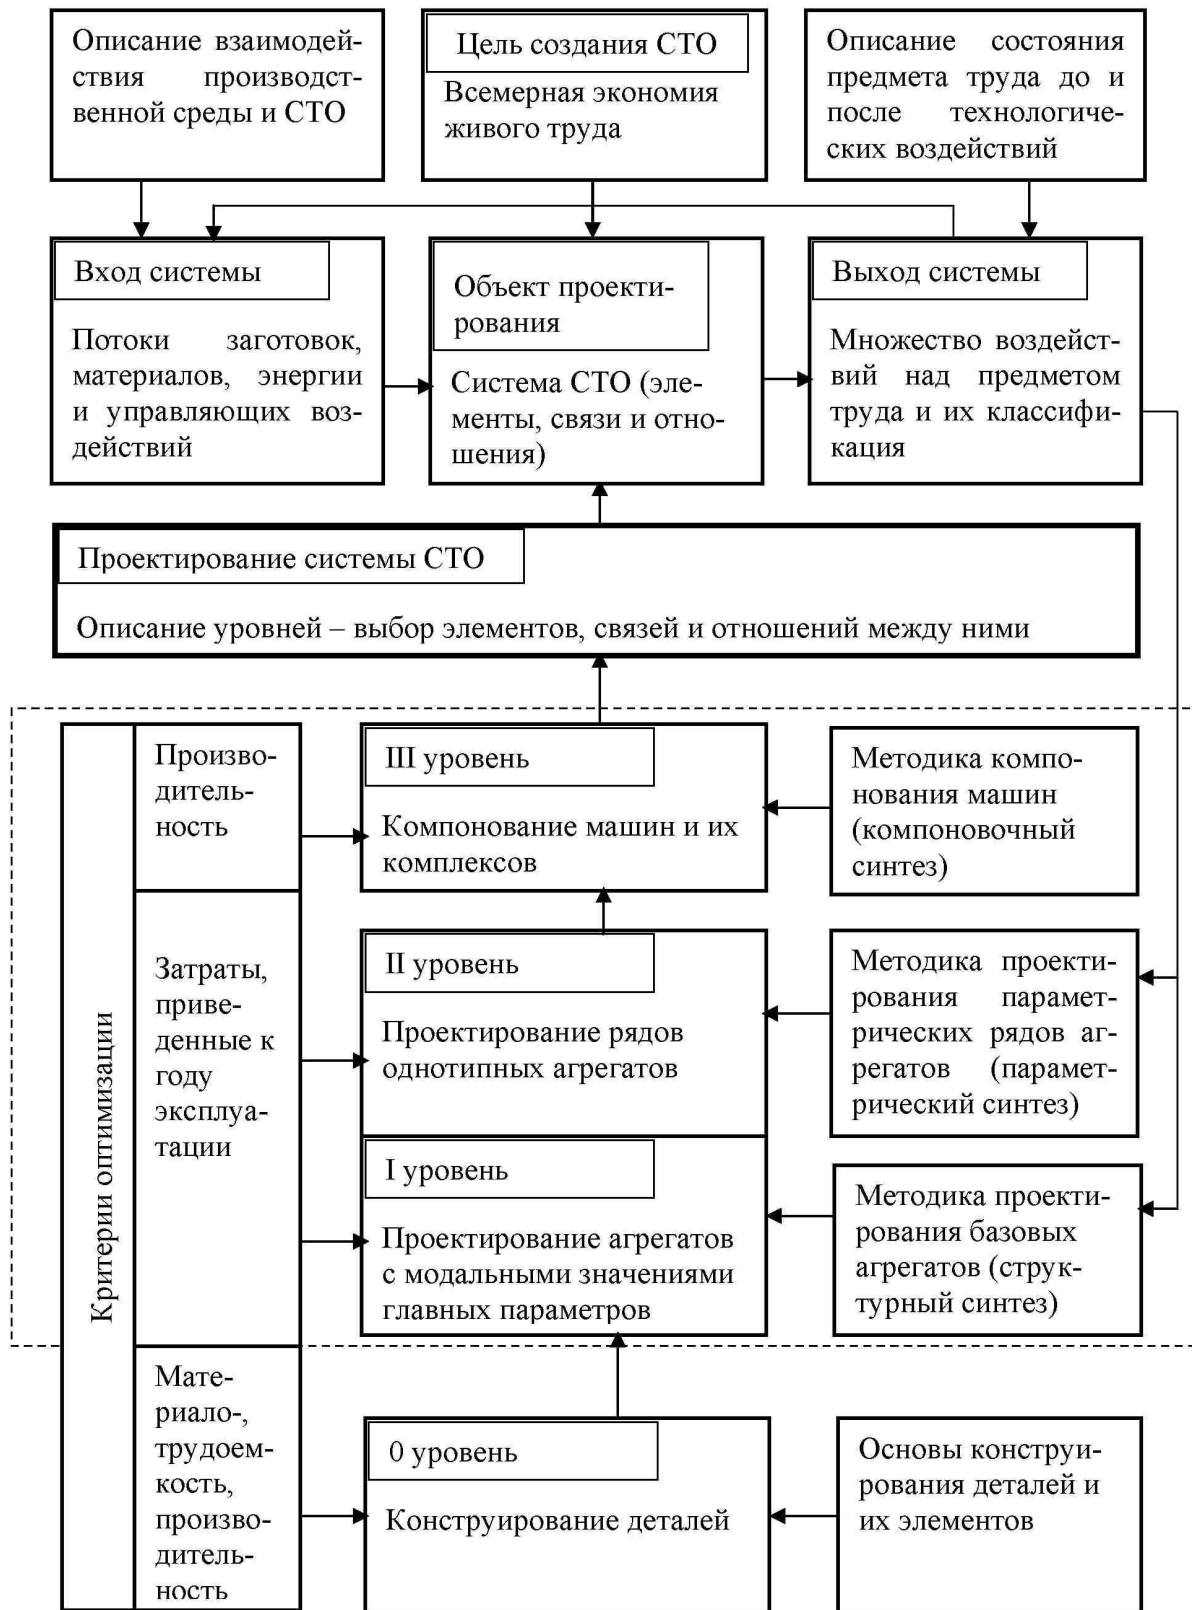 Описание взаимодей-
ствия производст-
венной среды и СТО
Цель создания СТО
Всемерная экономия
живого труда
Описание состояния
предмета труда до и
после технологиче-
ских воздействий
Вход системы
Потоки заготовок,
материалов, энергии
и управляющих воз-
действий
Объект проекти-
рования
Система СТО (эле-
менты, связи и отно-
шения)
Выход системы
Множество воздейст-
вий над предметом
труда и их классифи-
кация
Проектирование системы СТО
Описание уровней – выбор элементов, связей и отношений между ними
Критерии оптимизации
Произво-
дитель-
ность
III уровень
Компонование машин и их
комплексов
Методика компо-
нования машин
(компоновочный
синтез)
Затраты,
приве-
денные к
году
эксплуа-
тации
II уровень
Проектирование рядов
однотипных агрегатов
Методика проекти-
рования парамет-
рических рядов аг-
регатов (парамет-
рический синтез)
I уровень
Проектирование агрегатов
с модальными значениями
главных параметров
Методика проекти-
рования базовых
агрегатов (струк-
турный синтез)
Мате-
риало-,
трудоем-
кость,
произво-
дитель-
ность
0 уровень
Конструирование деталей
Основы конструи-
рования деталей и
их элементов